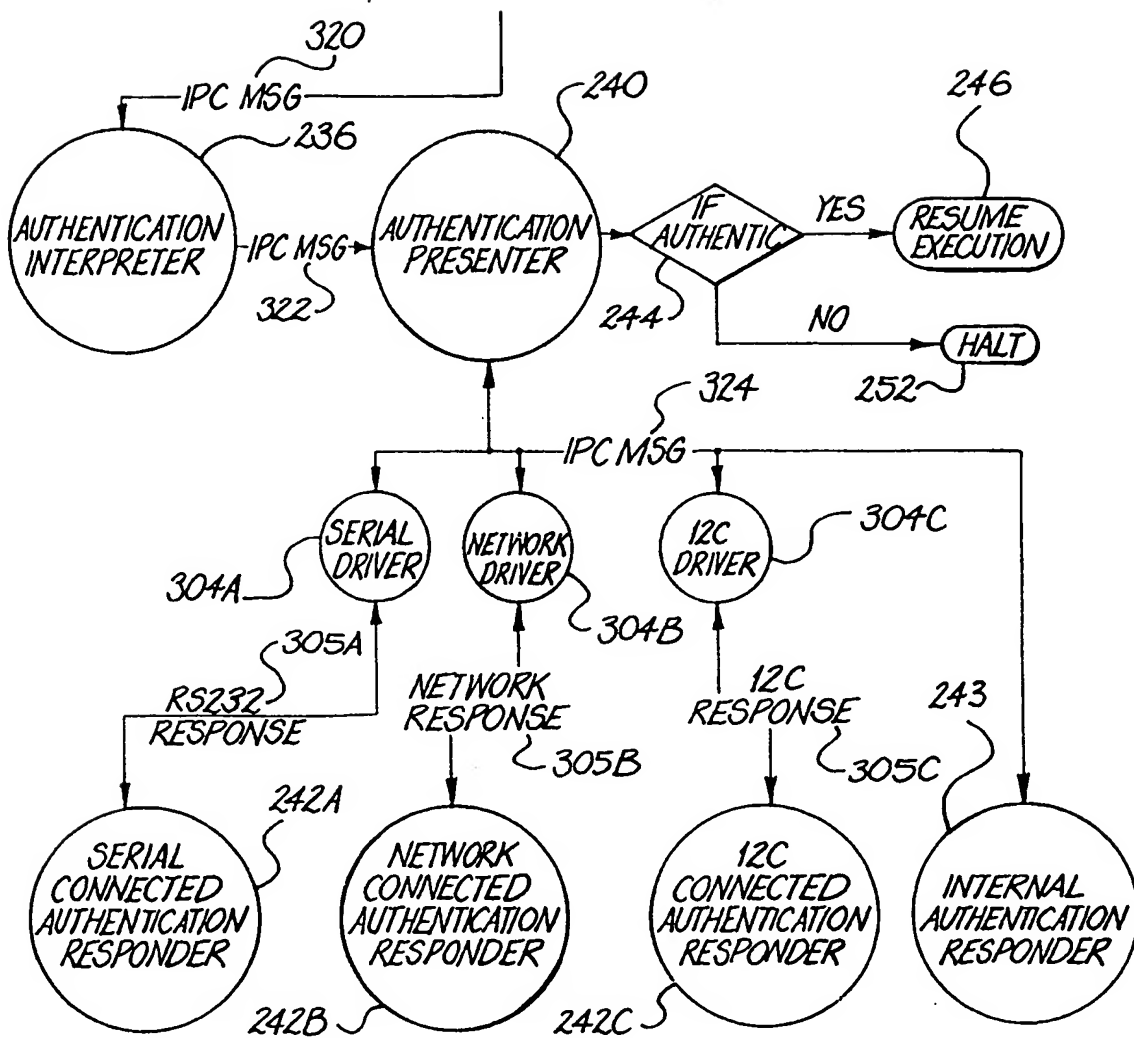 320
IPC MSG
236
240
246
AUTHENTICATION
INTERPRETER
IPC MSG
322
AUTHENTICATION
PRESENTER
IF
AUTHENTIC
244
YES
RESUME
EXECUTION
NO
HALT
252
324
IPC MSG
SERIAL
DRIVER
304A
NETWORK
DRIVER
304B
12C
DRIVER
304C
305A
RS232
RESPONSE
NETWORK
RESPONSE
305B
12C
RESPONSE
305C
243
242A
SERIAL
CONNECTED
AUTHENTICATION
RESPONDER
NETWORK
CONNECTED
AUTHENTICATION
RESPONDER
242B
12C
CONNECTED
AUTHENTICATION
RESPONDER
242C
INTERNAL
AUTHENTICATION
RESPONDER